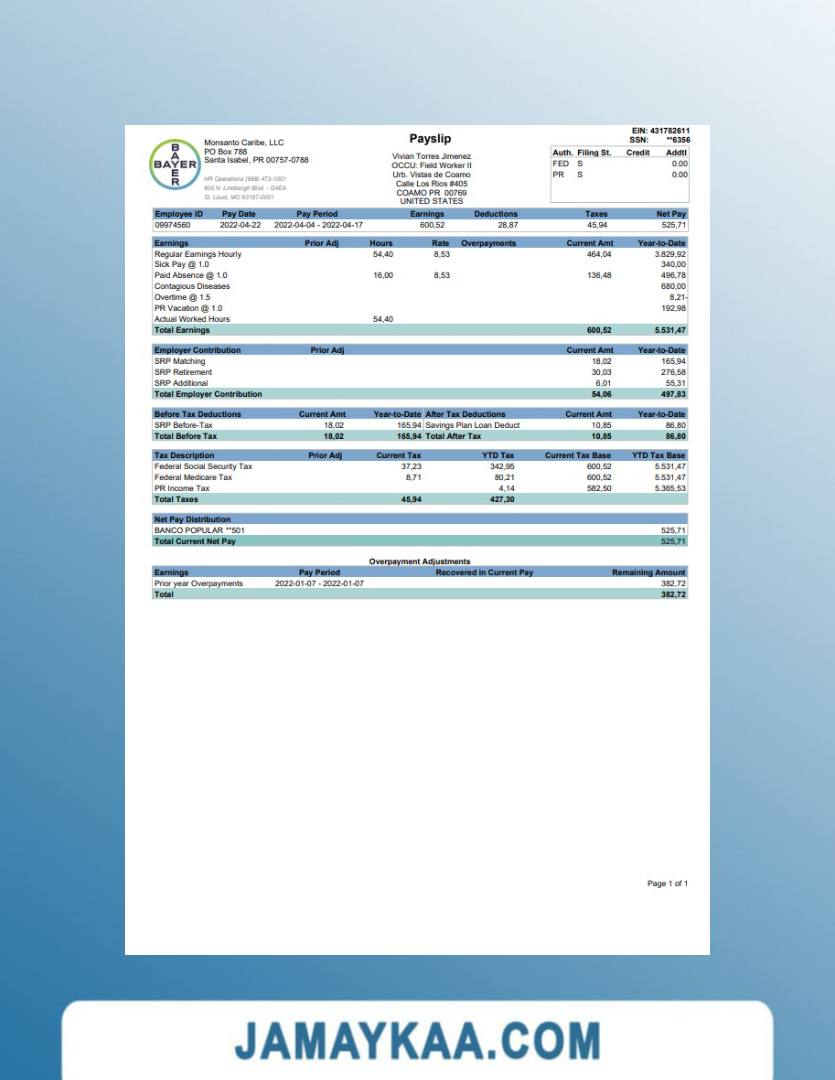 EIN: 431782611
SSN: **6356
BAYER
BAYER
Monsanto Caribe, LLC
PO Box 788
Santa Isabel, PR 00757-0788
HR Operations (888) 473-1001
800 N. Lindbergh Blvd. - G4EA
St. Louis, MO 63167-0001
Payslip
Vivian Torres Jimenez
OCCU: Field Worker II
Urb. Vistas de Coamo
Calle Los Rios #405
COAMO PR 00769
UNITED STATES
Auth. Filing St. Credit Addtl
FED S 0.00
PR S 0.00
Employee ID Pay Date Pay Period Earnings Deductions Taxes Net Pay
09974560 2022-04-22 2022-04-04 - 2022-04-17 600,52 28,87 45,94 525,71
Earnings Prior Adj Hours Rate Overpayments Current Amt Year-to-Date
Regular Earnings Hourly 54,40 8,53 464,04 3.829,92
Sick Pay @ 1.0 340,00
Paid Absence @ 1.0 16,00 8,53 136,48 496,78
Contagious Diseases 680,00
Overtime @ 1.5 8,21-
PR Vacation @ 1.0 192,98
Actual Worked Hours 54,40
Total Earnings 600,52 5.531,47
Employer Contribution Prior Adj Current Amt Year-to-Date
SRP Matching 18,02 165,94
SRP Retirement 30,03 276,58
SRP Additional 6,01 55,31
Total Employer Contribution 54,06 497,83
Before Tax Deductions Current Amt Year-to-Date After Tax Deductions Current Amt Year-to-Date
SRP Before-Tax 18,02 165,94 Savings Plan Loan Deduct 10,85 86,80
Total Before Tax 18,02 165,94 Total After Tax 10,85 86,80
Tax Description Prior Adj Current Tax YTD Tax Current Tax Base YTD Tax Base
Federal Social Security Tax 37,23 342,95 600,52 5.531,47
Federal Medicare Tax 8,71 80,21 600,52 5.531,47
PR Income Tax 4,14 582,50 5.365,53
Total Taxes 45,94 427,30
Net Pay Distribution
BANCO POPULAR **501 525,71
Total Current Net Pay 525,71
Overpayment Adjustments
Earnings Pay Period Recovered in Current Pay Remaining Amount
Prior year Overpayments 2022-01-07 - 2022-01-07 382,72
Total 382,72
Page 1 of 1
JAMAYKAA.COM